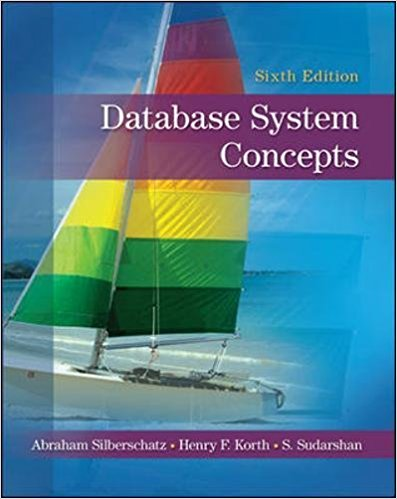 Sixth Edition
Database System
Concepts
Abraham Silberschatz • Henry F. Korth • S. Sudarshan